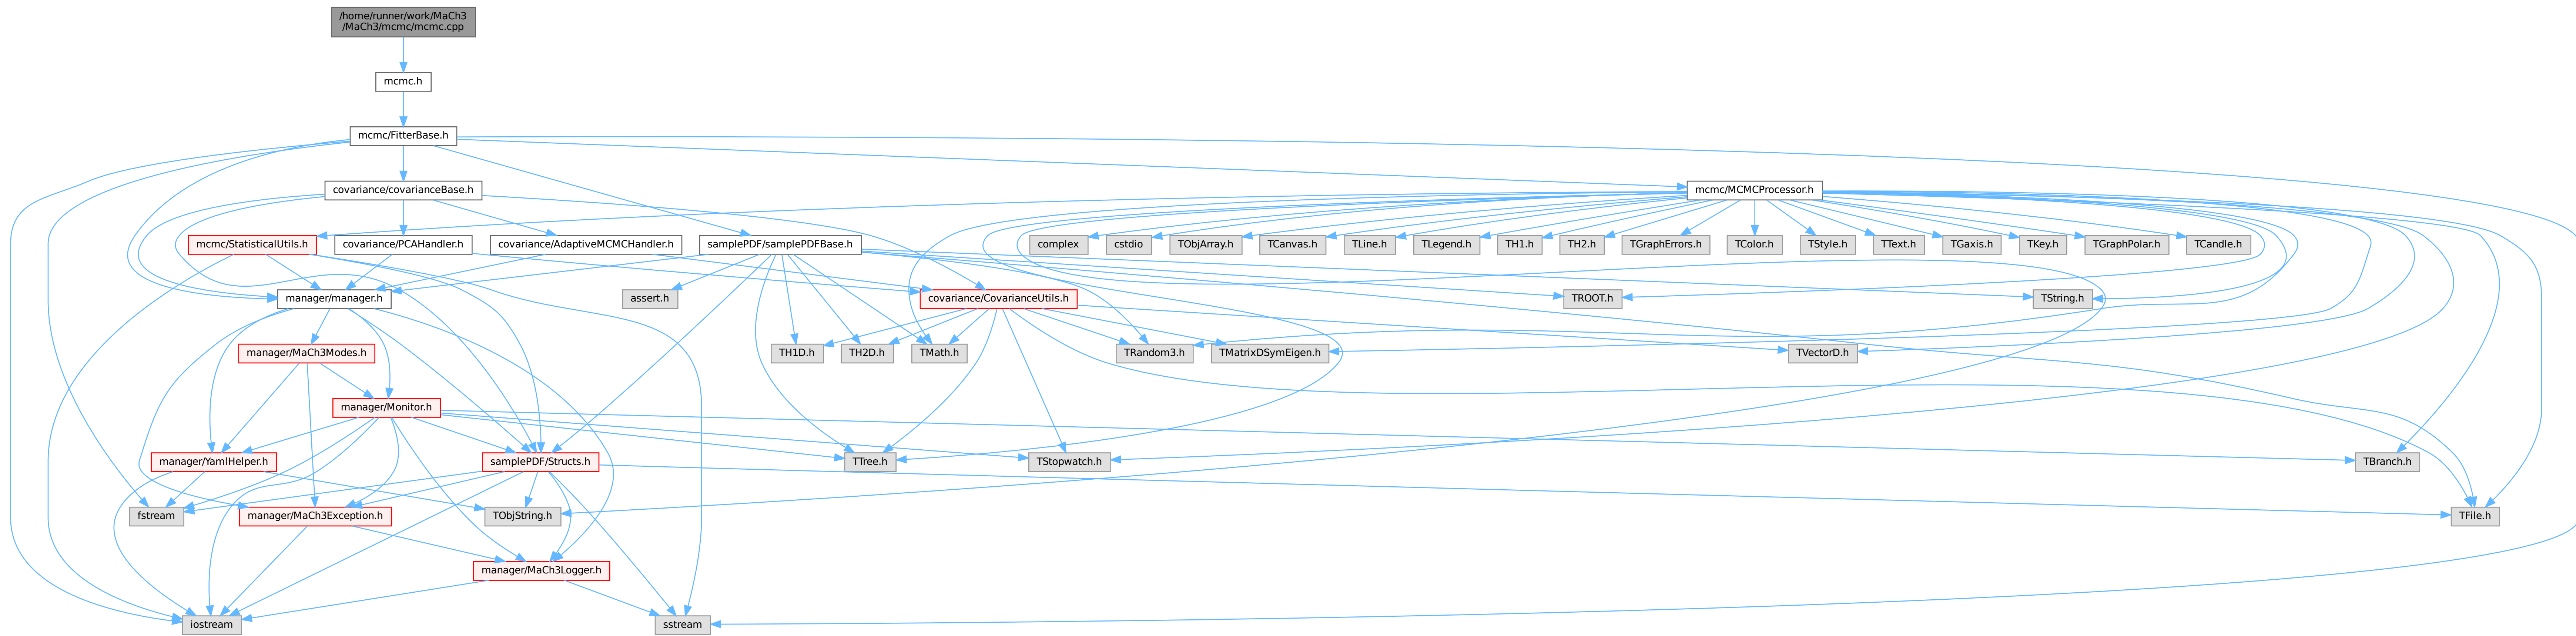 /home/runner/work/MaCh3
/MaCh3/mcmc/mcmc.cpp
mcmc.h
mcmc/FitterBase.h
covariance/covarianceBase.h
mcmc/MCMCProcessor.h
mcmc/StatisticalUtils.h
covariance/PCAHandler.h
covariance/AdaptiveMCMCHandler.h
samplePDF/samplePDFBase.h
complex
cstdio
TObjArray.h
TCanvas.h
TLine.h
TLegend.h
TH1.h
TH2.h
TGraphErrors.h
TColor.h
TStyle.h
TText.h
TGaxis.h
TKey.h
TGraphPolar.h
TCandle.h
manager/manager.h
assert.h
covariance/CovarianceUtils.h
TROOT.h
TString.h
manager/MaCh3Modes.h
TH1D.h
TH2D.h
TMath.h
TRandom3.h
TMatrixDSymEigen.h
TVectorD.h
manager/Monitor.h
manager/YamlHelper.h
samplePDF/Structs.h
TTree.h
TStopwatch.h
TBranch.h
fstream
manager/MaCh3Exception.h
TObjString.h
TFile.h
manager/MaCh3Logger.h
iostream
sstream